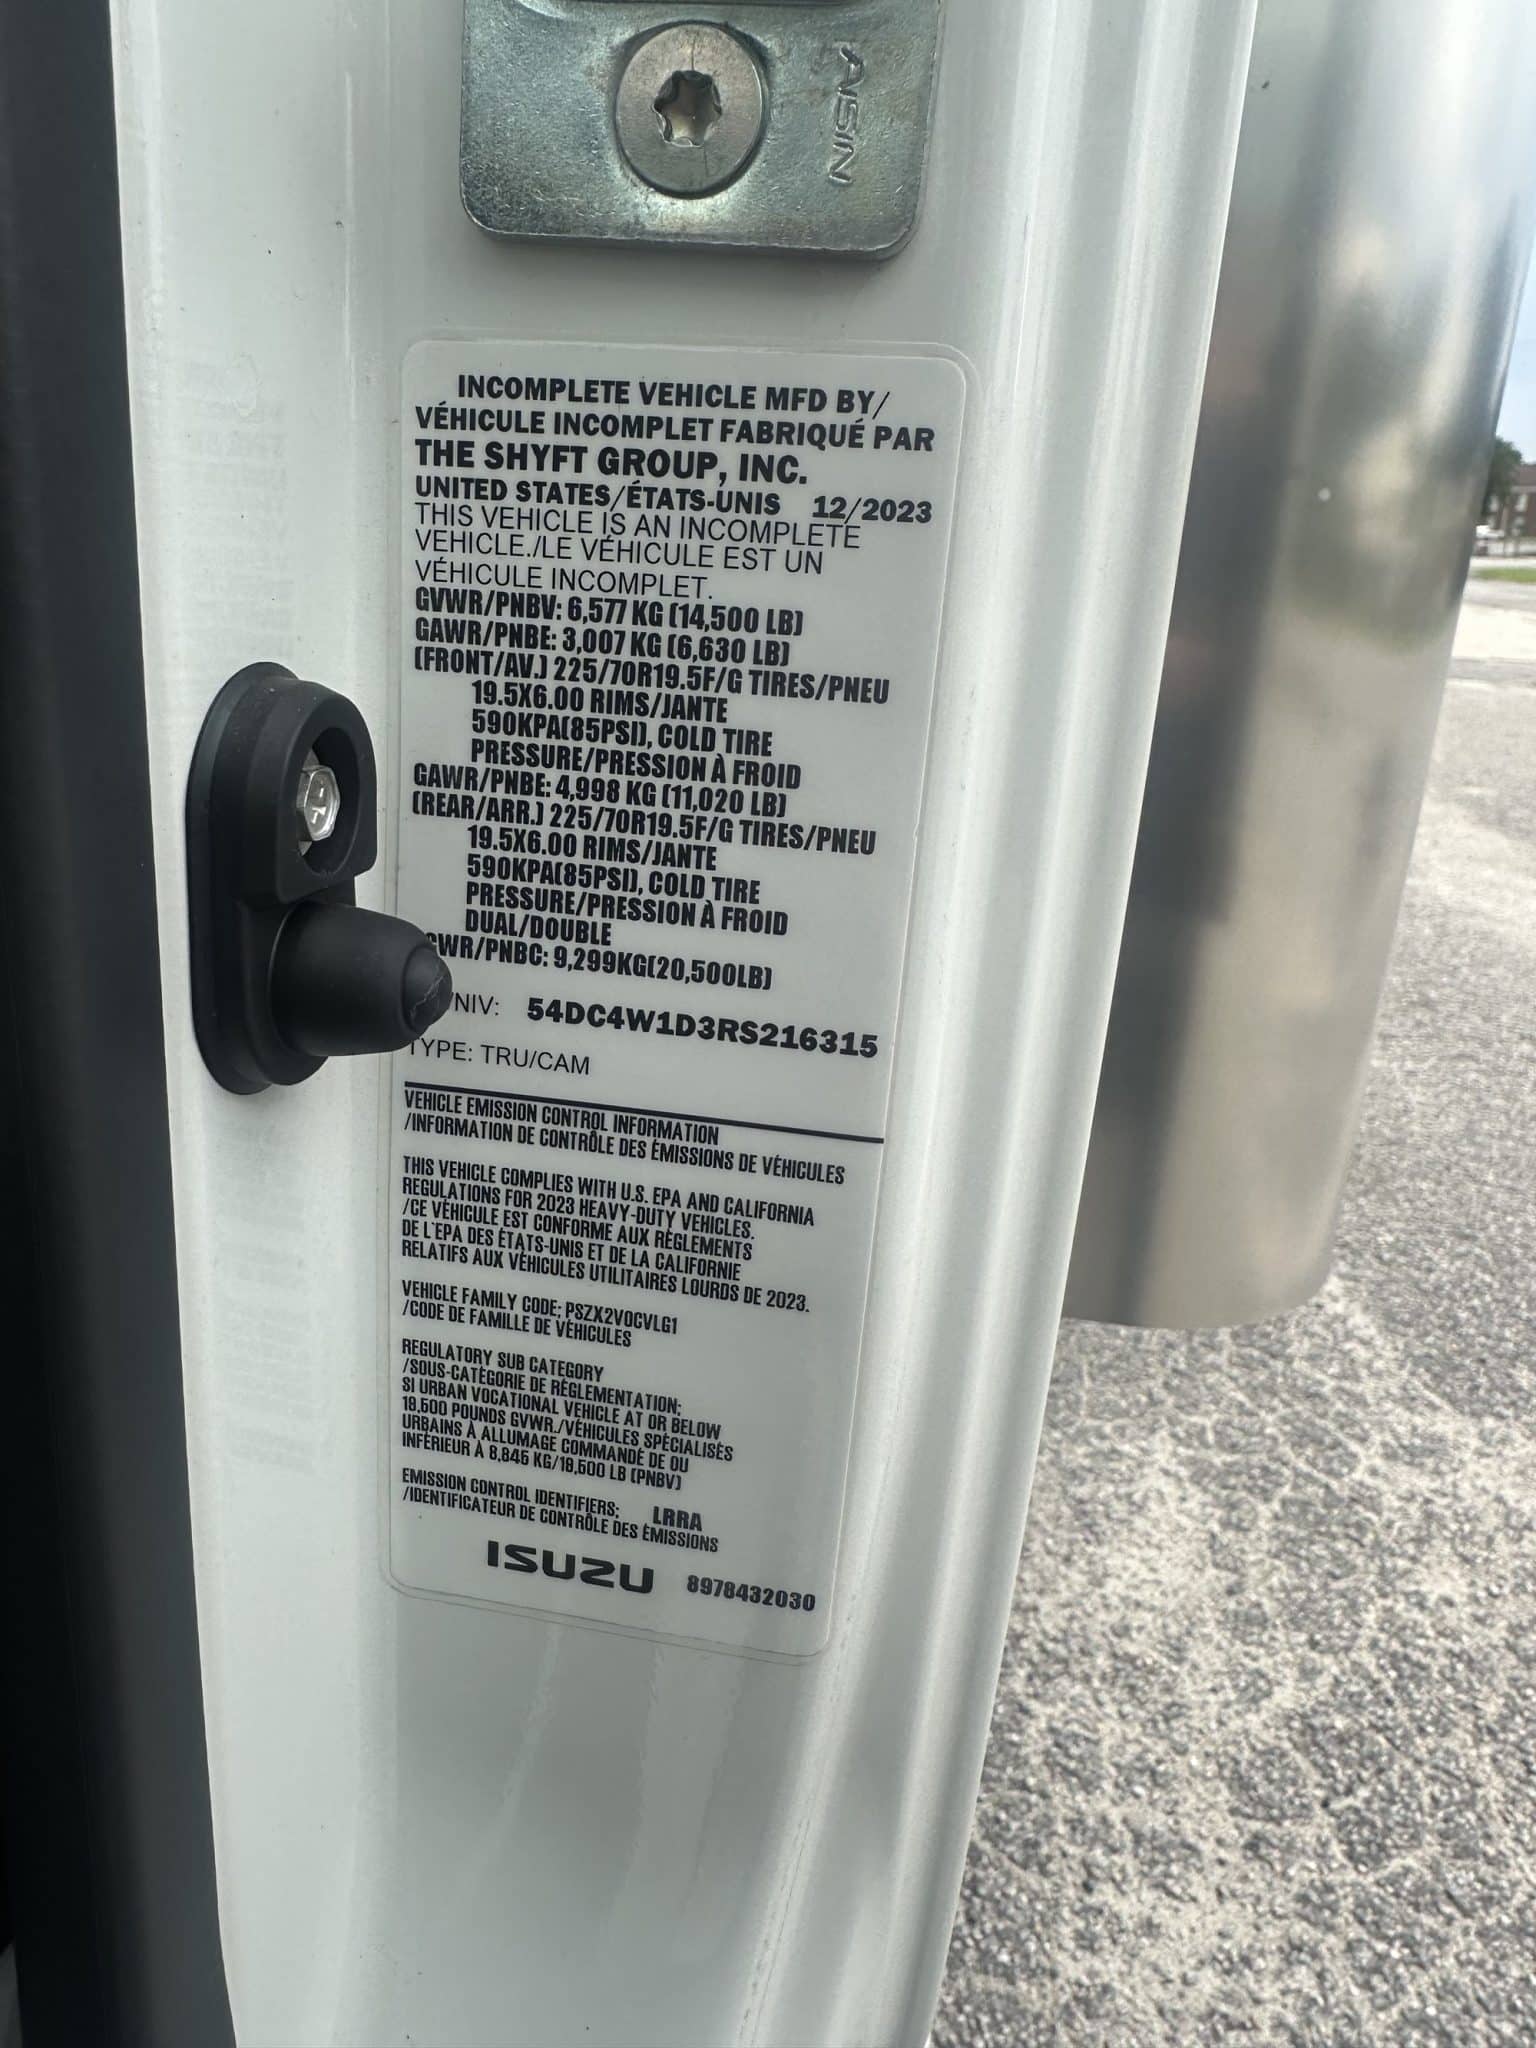 AISIN
INCOMPLETE VEHICLE MFD BY/
VÉHICULE INCOMPLET FABRIQUÉ PAR
THE SHYFT GROUP, INC.
UNITED STATES/ÉTATS-UNIS 12/2023
THIS VEHICLE IS AN INCOMPLETE
VEHICLE./LE VÉHICULE EST UN
VÉHICULE INCOMPLET.
GVWR/PNBV: 6,577 KG (14,500 LB)
GAWR/PNBE: 3,007 KG (6,630 LB)
(FRONT/AV.) 225/70R19.5F/G TIRES/PNEU
19.5X6.00 RIMS/JANTE
590KPA(85PSI), COLD TIRE
PRESSURE/PRESSION À FROID
GAWR/PNBE: 4,998 KG (11,020 LB)
(REAR/ARR.) 225/70R19.5F/G TIRES/PNEU
19.5X6.00 RIMS/JANTE
590KPA(85PSI), COLD TIRE
PRESSURE/PRESSION À FROID
DUAL/DOUBLE
CWR/PNBC: 9,299KG(20,500LB)
/NIV: 54DC4W1D3RS216315
TYPE: TRU/CAM
VEHICLE EMISSION CONTROL INFORMATION
/INFORMATION DE CONTRÔLE DES ÉMISSIONS DE VÉHICULES
THIS VEHICLE COMPLIES WITH U.S. EPA AND CALIFORNIA
REGULATIONS FOR 2023 HEAVY-DUTY VEHICLES.
/CE VÉHICULE EST CONFORME AUX RÈGLEMENTS
DE L'EPA DES ÉTATS-UNIS ET DE LA CALIFORNIE
RELATIFS AUX VÉHICULES UTILITAIRES LOURDS DE 2023.
VEHICLE FAMILY CODE; PSZX2VOCVLG1
/CODE DE FAMILLE DE VÉHICULES
REGULATORY SUB CATEGORY
/SOUS-CATÉGORIE DE RÉGLEMENTATION;
SI URBAN VOCATIONAL VEHICLE AT OR BELOW
19,500 POUNDS GVWR./VÉHICULES SPÉCIALISÉS
URBAINS À ALLUMAGE COMMANDÉ DE OU
INFÉRIEUR À 8,845 KG/19,500 LB (PNBV)
EMISSION CONTROL IDENTIFIERS; LRRA
/IDENTIFICATEUR DE CONTRÔLE DES ÉMISSIONS
ISUZU 8978432030